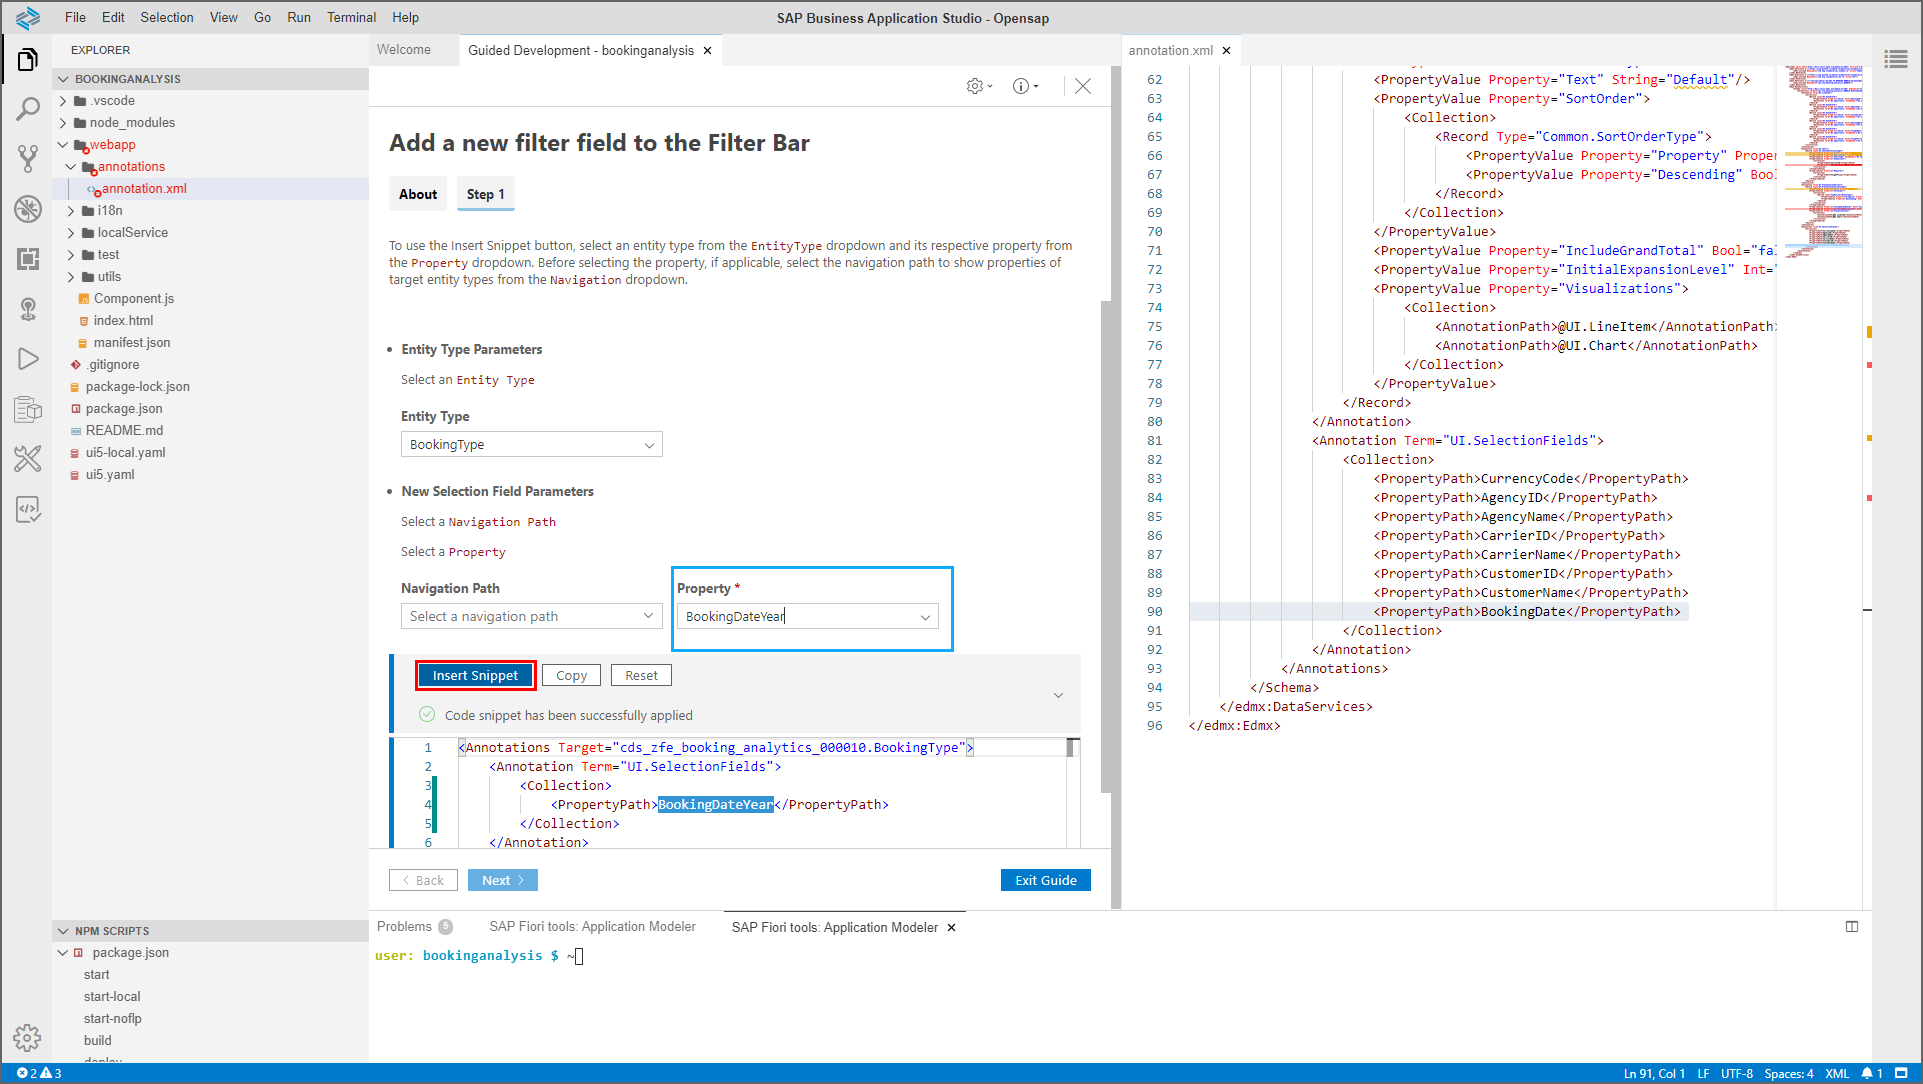 File Edit Selection View Go Run Terminal Help
SAP Business Application Studio - Opensap
EXPLORER
BOOKINGANALYSIS
.vscode
node_modules
webapp
annotations
annotation.xml
i18n
localService
test
utils
Component.js
index.html
manifest.json
.gitignore
package-lock.json
package.json
README.md
ui5-local.yaml
ui5.yaml
NPM SCRIPTS
package.json
start
start-local
start-noflp
build
deploy
Welcome
Guided Development - bookinganalysis
Add a new filter field to the Filter Bar
About
Step 1
To use the Insert Snippet button, select an entity type from the EntityType dropdown and its respective property from
the Property dropdown. Before selecting the property, if applicable, select the navigation path to show properties of
target entity types from the Navigation dropdown.
Entity Type Parameters
Select an Entity Type
Entity Type
BookingType
New Selection Field Parameters
Select a Navigation Path
Select a Property
Navigation Path
Select a navigation path
Property *
BookingDateYear
Insert Snippet
Copy
Reset
Code snippet has been successfully applied
1 <Annotations Target="cds_zfe_booking_analytics_000010.BookingType">
2 <Annotation Term="UI.SelectionFields">
3 <Collection>
4 <PropertyPath>BookingDateYear</PropertyPath>
5 </Collection>
6 </Annotation>
Back
Next
Exit Guide
annotation.xml
62 <PropertyValue Property="Text" String="Default"/>
63 <PropertyValue Property="SortOrder">
64 <Collection>
65 <Record Type="Common.SortOrderType">
66 <PropertyValue Property="Property" Proper
67 <PropertyValue Property="Descending" Bool
68 </Record>
69 </Collection>
70 </PropertyValue>
71 <PropertyValue Property="IncludeGrandTotal" Bool="fal
72 <PropertyValue Property="InitialExpansionLevel" Int="
73 <PropertyValue Property="Visualizations">
74 <Collection>
75 <AnnotationPath>@UI.LineItem</AnnotationPath>
76 <AnnotationPath>@UI.Chart</AnnotationPath>
77 </Collection>
78 </PropertyValue>
79 </Record>
80 </Annotation>
81 <Annotation Term="UI.SelectionFields">
82 <Collection>
83 <PropertyPath>CurrencyCode</PropertyPath>
84 <PropertyPath>AgencyID</PropertyPath>
85 <PropertyPath>AgencyName</PropertyPath>
86 <PropertyPath>CarrierID</PropertyPath>
87 <PropertyPath>CarrierName</PropertyPath>
88 <PropertyPath>CustomerID</PropertyPath>
89 <PropertyPath>CustomerName</PropertyPath>
90 <PropertyPath>BookingDate</PropertyPath>
91 </Collection>
92 </Annotation>
93 </Annotations>
94 </Schema>
95 </edmx:DataServices>
96 </edmx:Edmx>
Problems 5
SAP Fiori tools: Application Modeler
SAP Fiori tools: Application Modeler
user: bookinganalysis $ ~
2 3
Ln 91, Col 1 LF UTF-8 Spaces: 4 XML 1